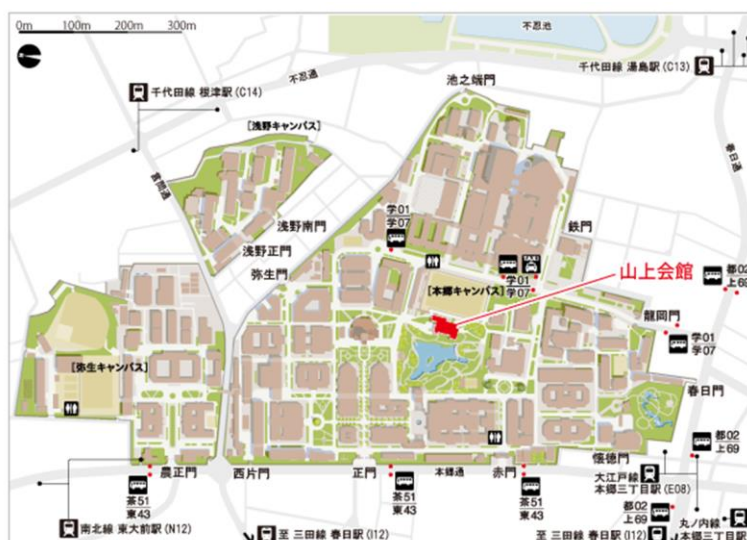 0m 100m 200m 300m
不忍池
千代田線 湯島駅(C13)
不忍通
池之端門
千代田線 根津駅(C14)
[浅野キャンパス]
春日通
言問通
学01
学07
鉄門
浅野南門
浅野正門
弥生門
TAXI
学01
学07
[本郷キャンパス]
山上会館
都02
上69
龍岡門
学01
学07
[弥生キャンパス]
春日門
都02
上69
懐徳門
農正門
西片門
正門
本郷通
赤門
大江戸線
本郷三丁目駅(E08)
茶51
東43
茶51
東43
茶51
東43
都02
上69
丸ノ内線
本郷三丁目駅
南北線 東大前駅(N12)
至 三田線 春日駅(I12)
至 三田線 春日駅(I12)